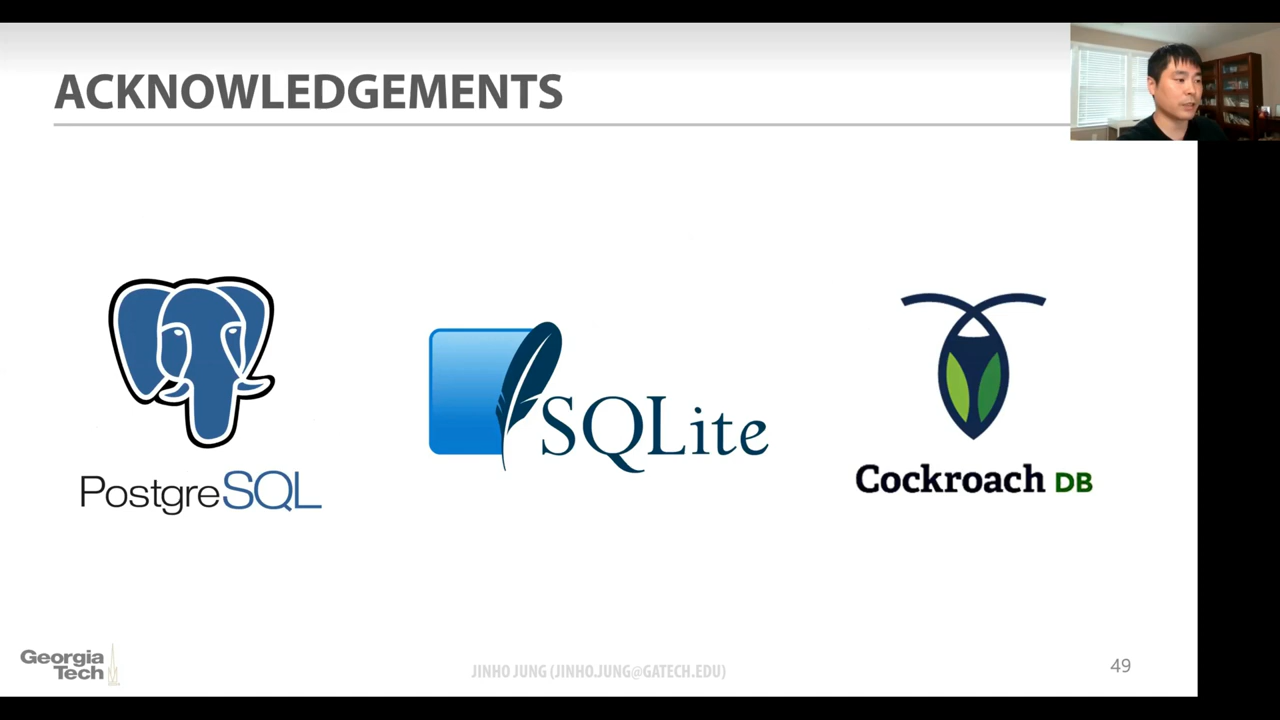 ACKNOWLEDGEMENTS
PostgreSQL
SQLite
Cockroach DB
Georgia
Tech
JINHO JUNG (JINHO.JUNG@GATECH.EDU)
49